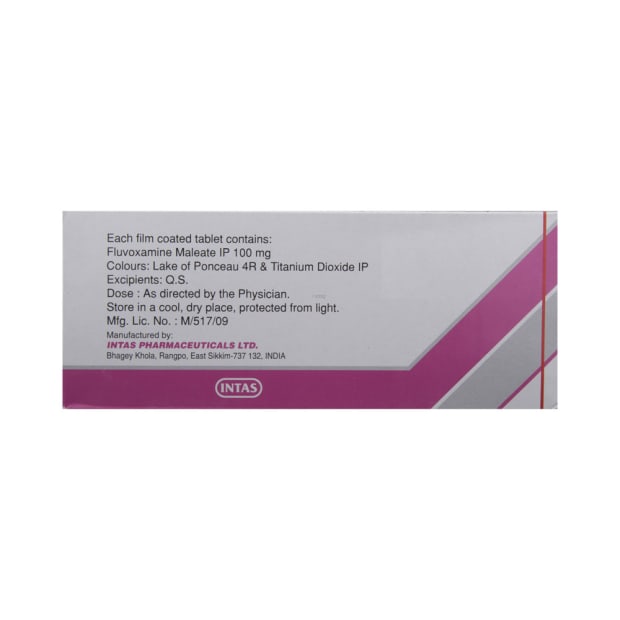 Each film coated tablet contains:
Fluvoxamine Maleate IP 100 mg
Colours: Lake of Ponceau 4R & Titanium Dioxide IP
Excipients: Q.S.
Dose : As directed by the Physician.
Store in a cool, dry place, protected from light.
Mfg. Lic. No. : M/517/09
Manufactured by:
INTAS PHARMACEUTICALS LTD.
Bhagey Khola, Rangpo, East Sikkim-737 132, INDIA
INTAS